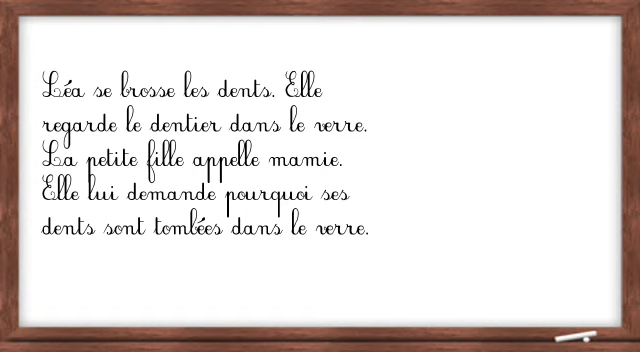 Léa se brosse les dents. Elle
regarde le dentier dans le verre.
La petite fille appelle mamie.
Elle lui demande pourquoi ses
dents sont tombées dans le verre.